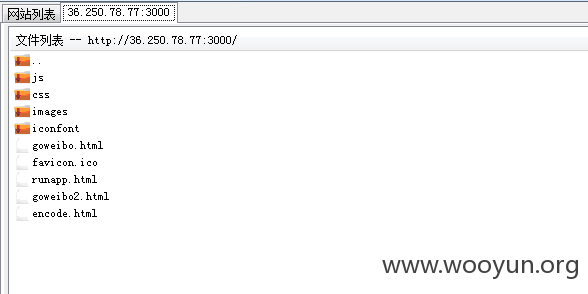 网站列表 36.250.78.77:3000
文件列表 -- http://36.250.78.77:3000/
..
js
css
images
iconfont
goweibo.html
favicon.ico
runapp.html
goweibo2.html
encode.html
www.wooyun.org